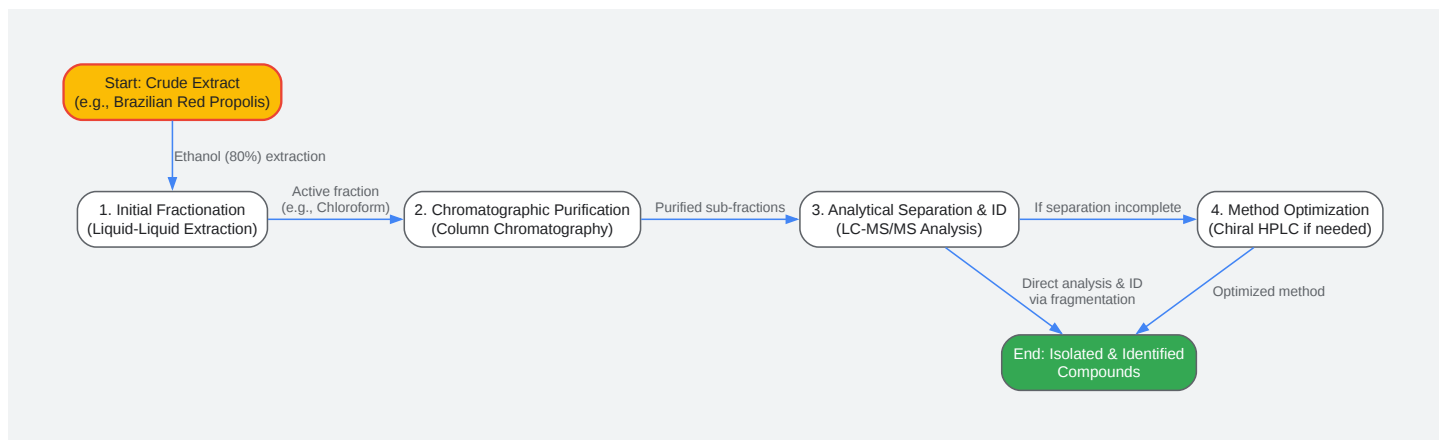 Start: Crude Extract
(e.g., Brazilian Red Propolis)
Ethanol (80%) extraction
1. Initial Fractionation
(Liquid-Liquid Extraction)
Active fraction
(e.g., Chloroform)
2. Chromatographic Purification
(Column Chromatography)
Purified sub-fractions
3. Analytical Separation & ID
(LC-MS/MS Analysis)
If separation incomplete
4. Method Optimization
(Chiral HPLC if needed)
Direct analysis & ID
via fragmentation
Optimized method
End: Isolated & Identified
Compounds